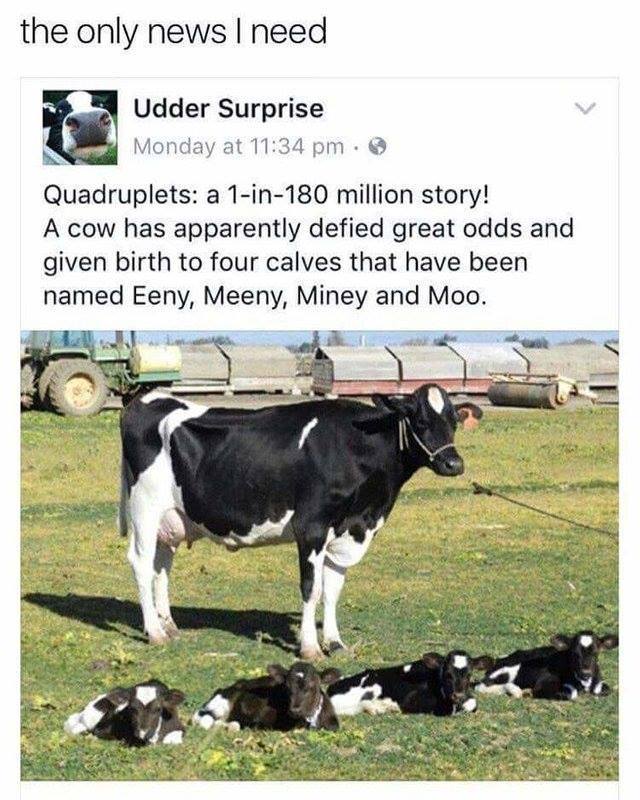 the only news I need
Udder Surprise
Monday at 11:34 pm ·
Quadruplets: a 1-in-180 million story!
A cow has apparently defied great odds and
given birth to four calves that have been
named Eeny, Meeny, Miney and Moo.